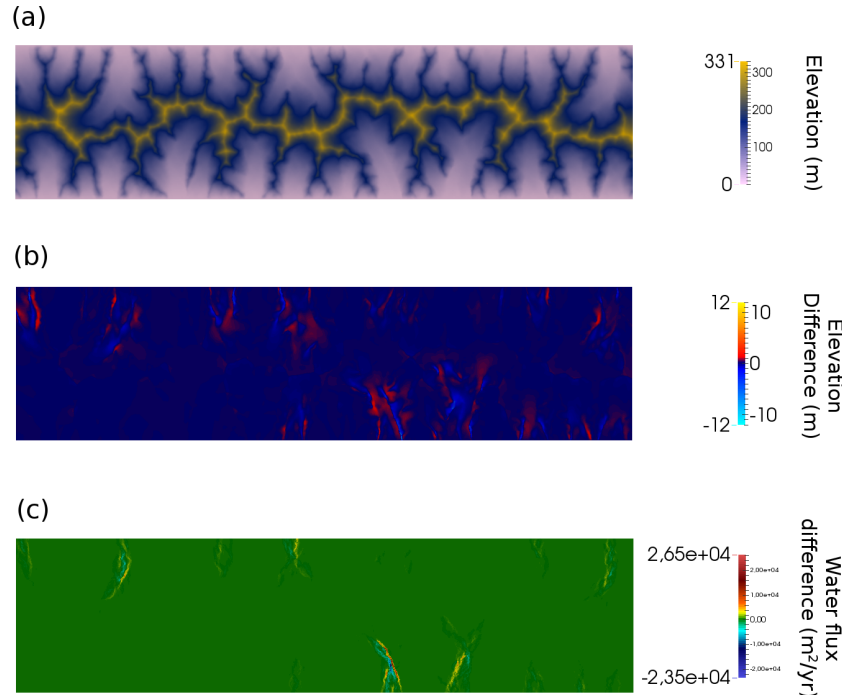 (a)
331
300
200
100
0
Elevation (m)
(b)
12
10
0
-10
-12
Elevation
Difference (m)
(c)
2,65e+04
2,00e+04
1,00e+04
0,00
-1,00e+04
-2,00e+04
-2,35e+04
Water flux
difference (m²/yr)